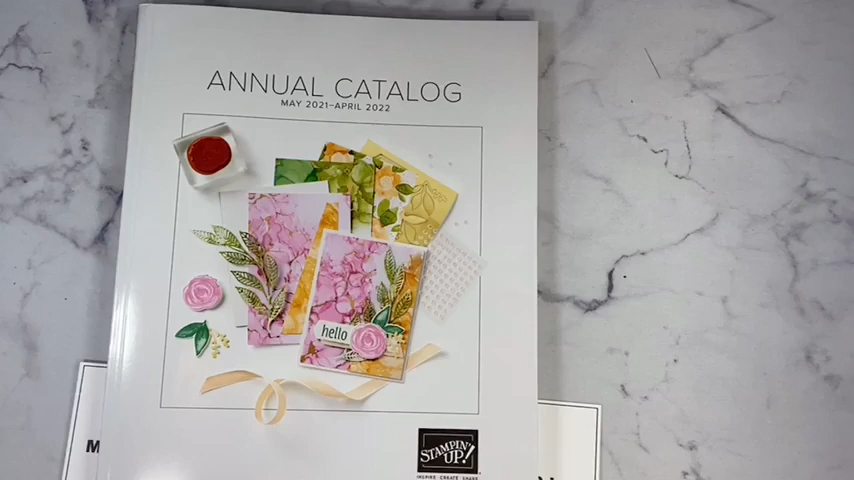 ANNUAL CATALOG
MAY 2021–APRIL 2022
hello
STAMPIN'
UP!
INSPIRE · CREATE · SHARE
M